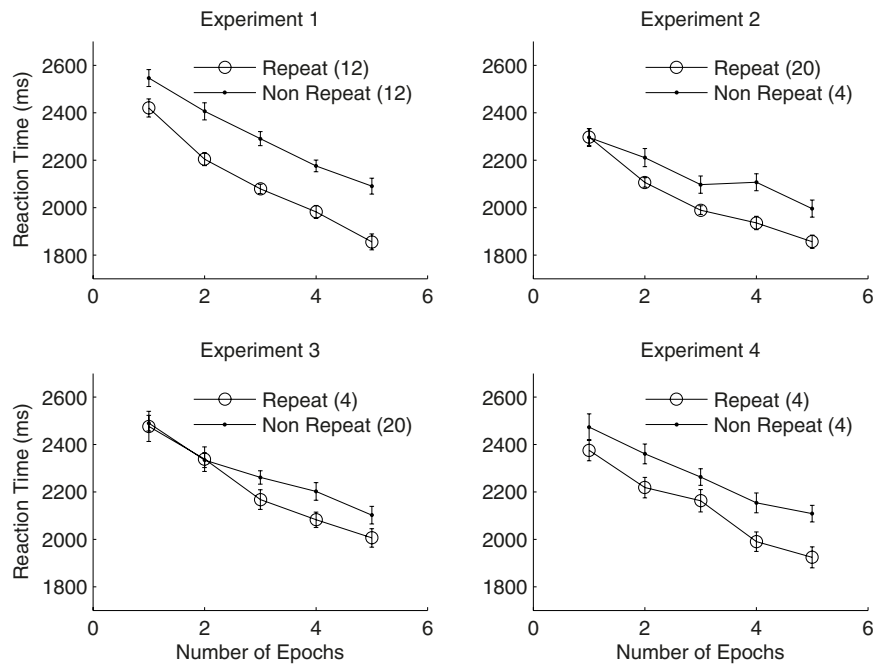 Experiment 1
Reaction Time (ms)
2600
2400
2200
2000
1800
0 2 4 6
Repeat (12)
Non Repeat (12)
Experiment 2
2600
2400
2200
2000
1800
0 2 4 6
Repeat (20)
Non Repeat (4)
Experiment 3
Reaction Time (ms)
2600
2400
2200
2000
1800
0 2 4 6
Number of Epochs
Repeat (4)
Non Repeat (20)
Experiment 4
2600
2400
2200
2000
1800
0 2 4 6
Number of Epochs
Repeat (4)
Non Repeat (4)